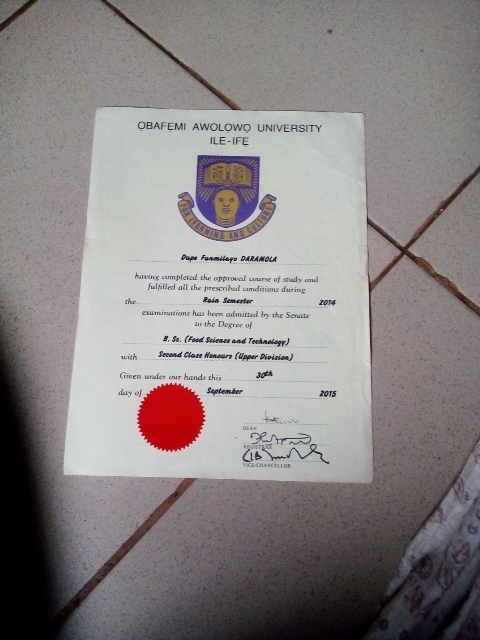 ỌBAFẸMI AWOLỌWỌ UNIVERSITY
ILE-IFẸ
FOR LEARNING AND CULTURE
Dupe Funmilayo DARAMOLA
having completed the approved course of study and
fulfilled all the prescribed conditions during
the Rain Semester 2014
examinations has been admitted by the Senate
to the Degree of
B. Sc. (Food Science and Technology)
with Second Class Honours (Upper Division)
Given under our hands this 30th
day of September 2015
DEAN
REGISTRAR
VICE-CHANCELLOR